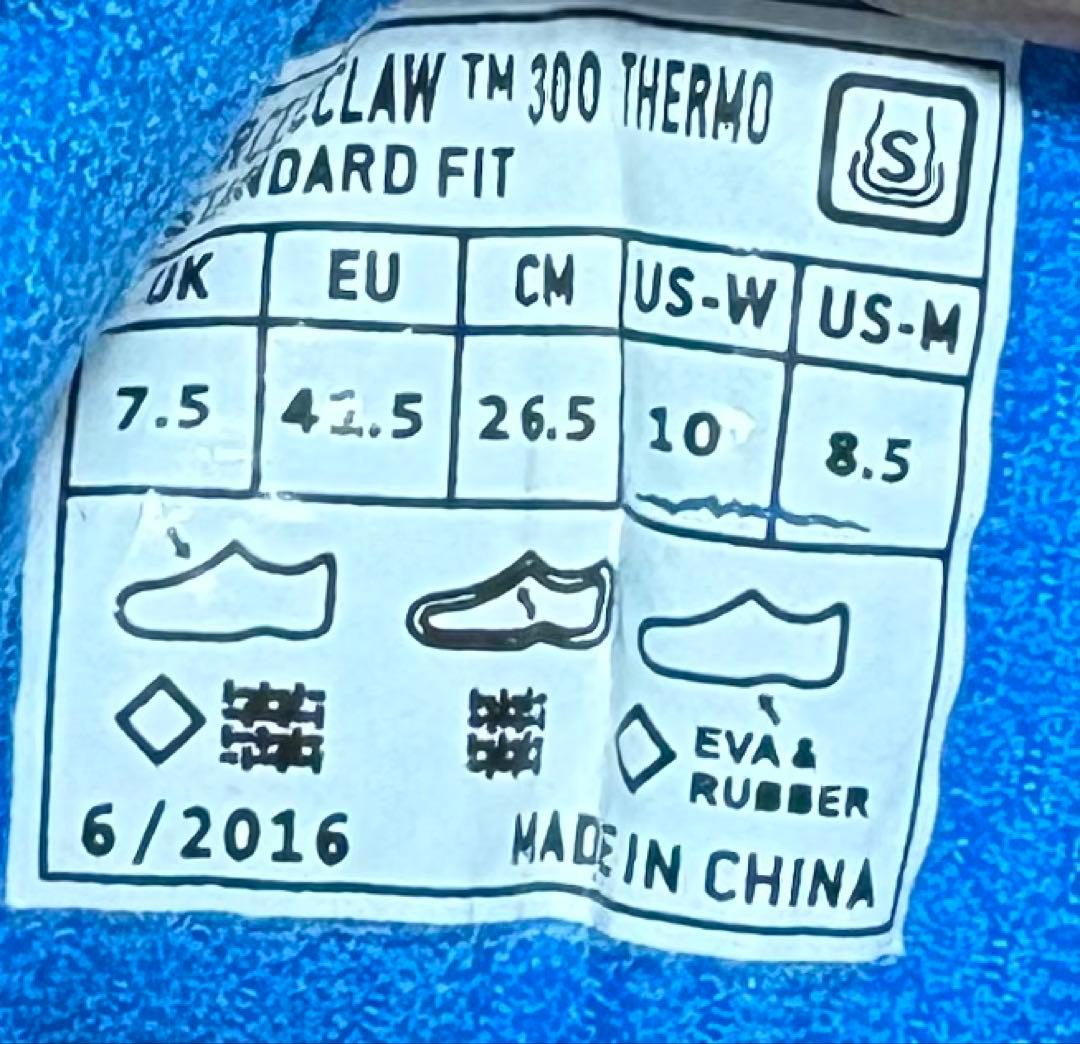 CLAW ™ 300 THERMO
S
STANDARD FIT
UK EU CM US-W US-M
7.5 26.5 10 8.5
EVA &
RUBBER
6/2016 MADE IN CHINA